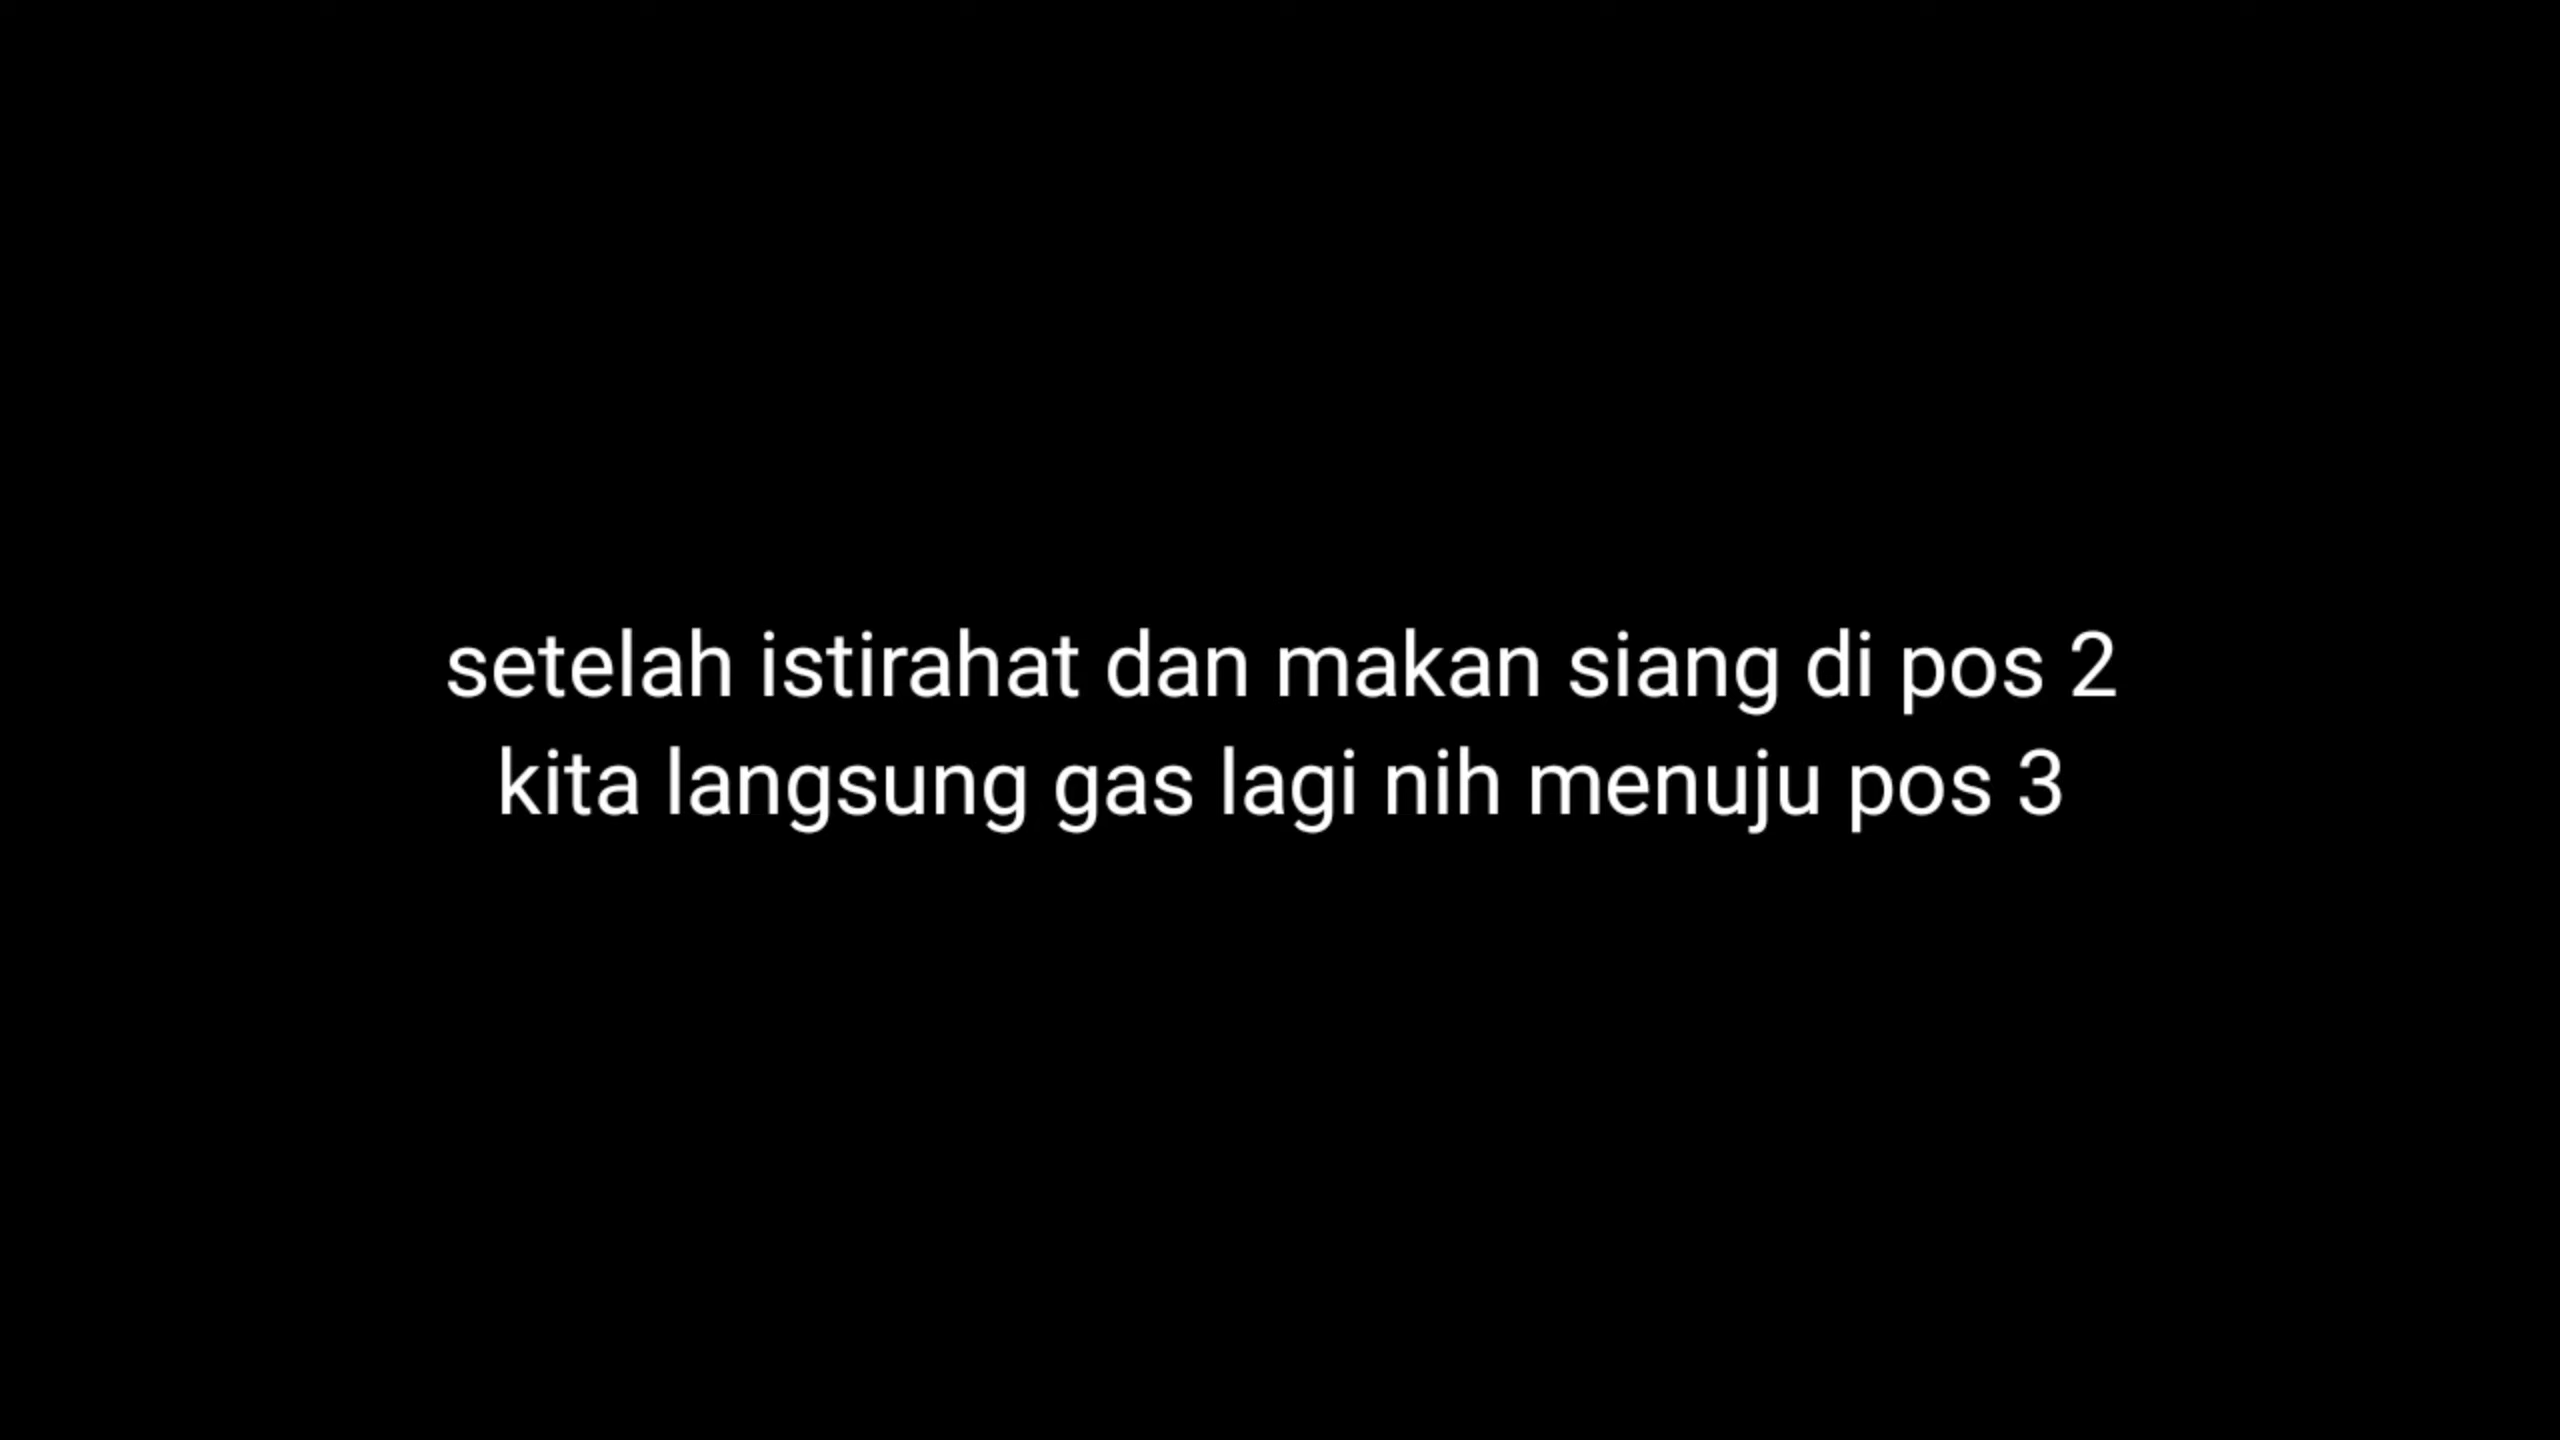 setelah istirahat dan makan siang di pos 2
kita langsung gas lagi nih menuju pos 3